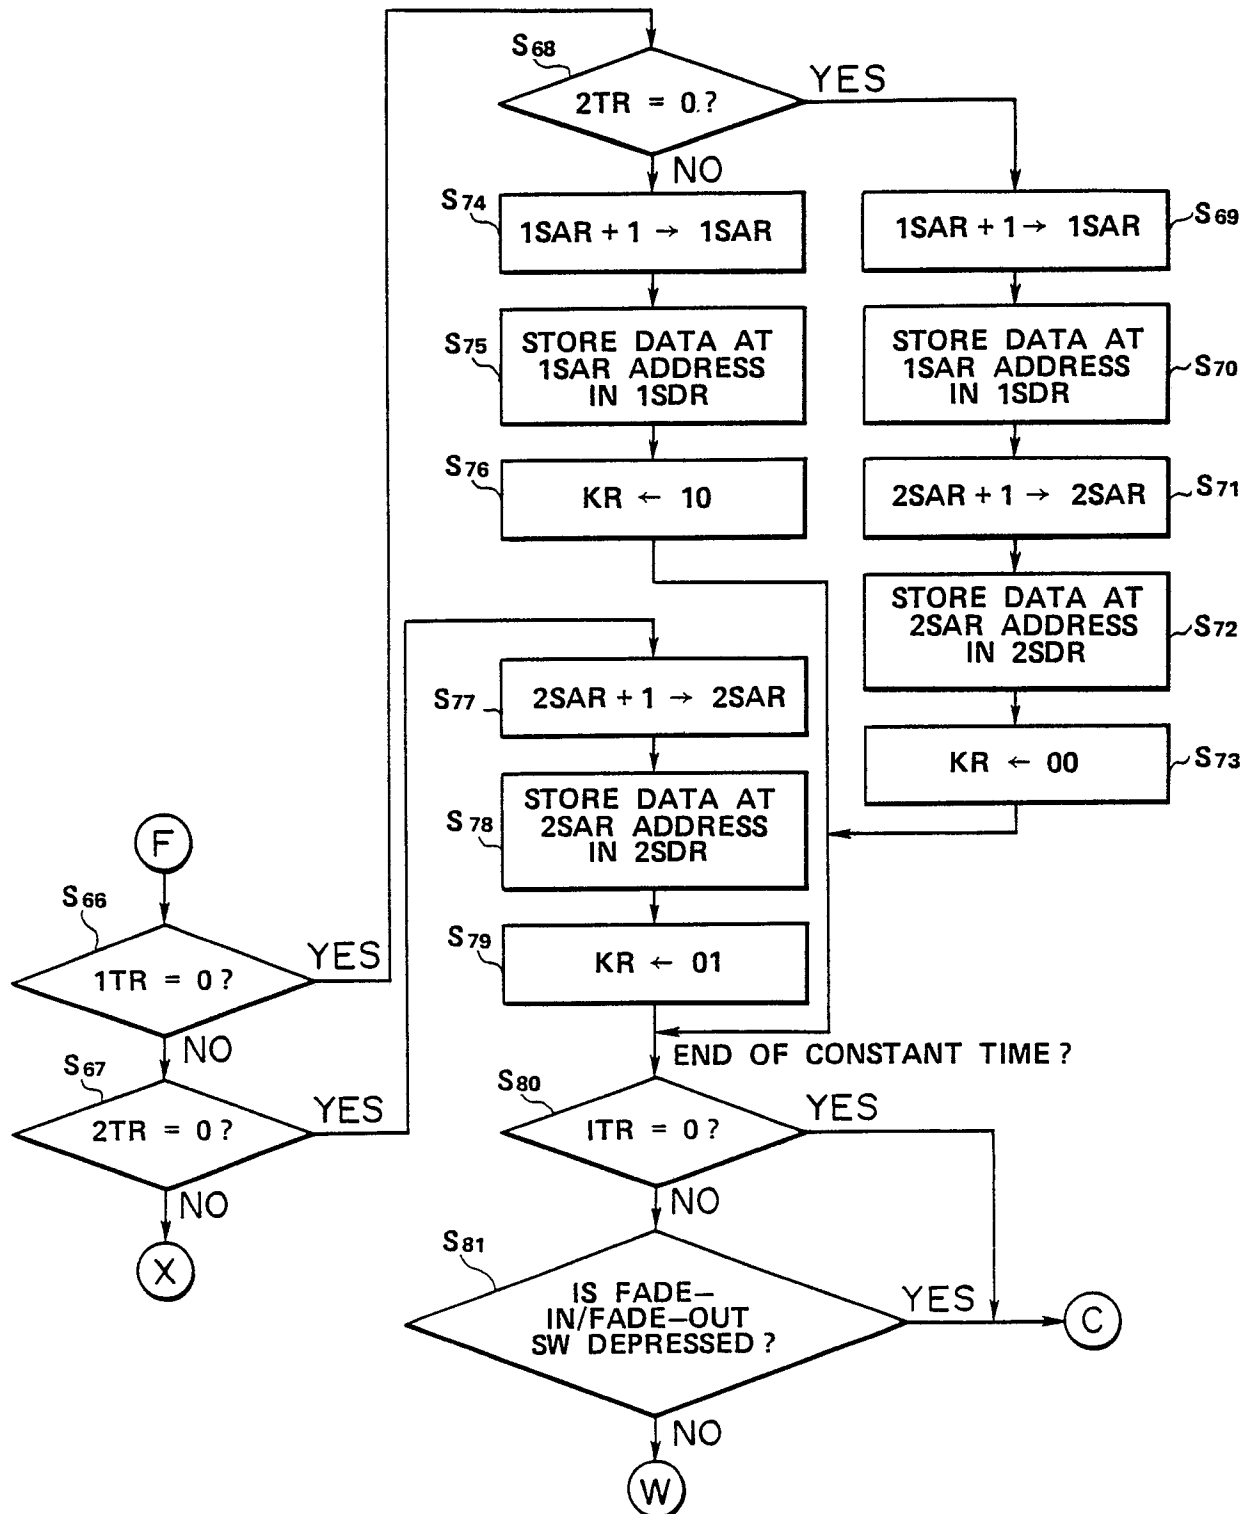 S68
2TR = 0.?
YES
NO
S74
1SAR + 1 → 1SAR
1SAR + 1 → 1SAR
S69
S75
STORE DATA AT
1SAR ADDRESS
IN 1SDR
STORE DATA AT
1SAR ADDRESS
IN 1SDR
S70
S76
KR ← 10
2SAR + 1 → 2SAR
S71
STORE DATA AT
2SAR ADDRESS
IN 2SDR
S72
S77
2SAR + 1 → 2SAR
KR ← 00
S73
S78
STORE DATA AT
2SAR ADDRESS
IN 2SDR
F
S66
1TR = 0 ?
YES
NO
S79
KR ← 01
S67
2TR = 0 ?
YES
NO
X
END OF CONSTANT TIME ?
S80
ITR = 0 ?
YES
NO
S81
IS FADE–
IN/FADE–OUT
SW DEPRESSED ?
YES
C
NO
W